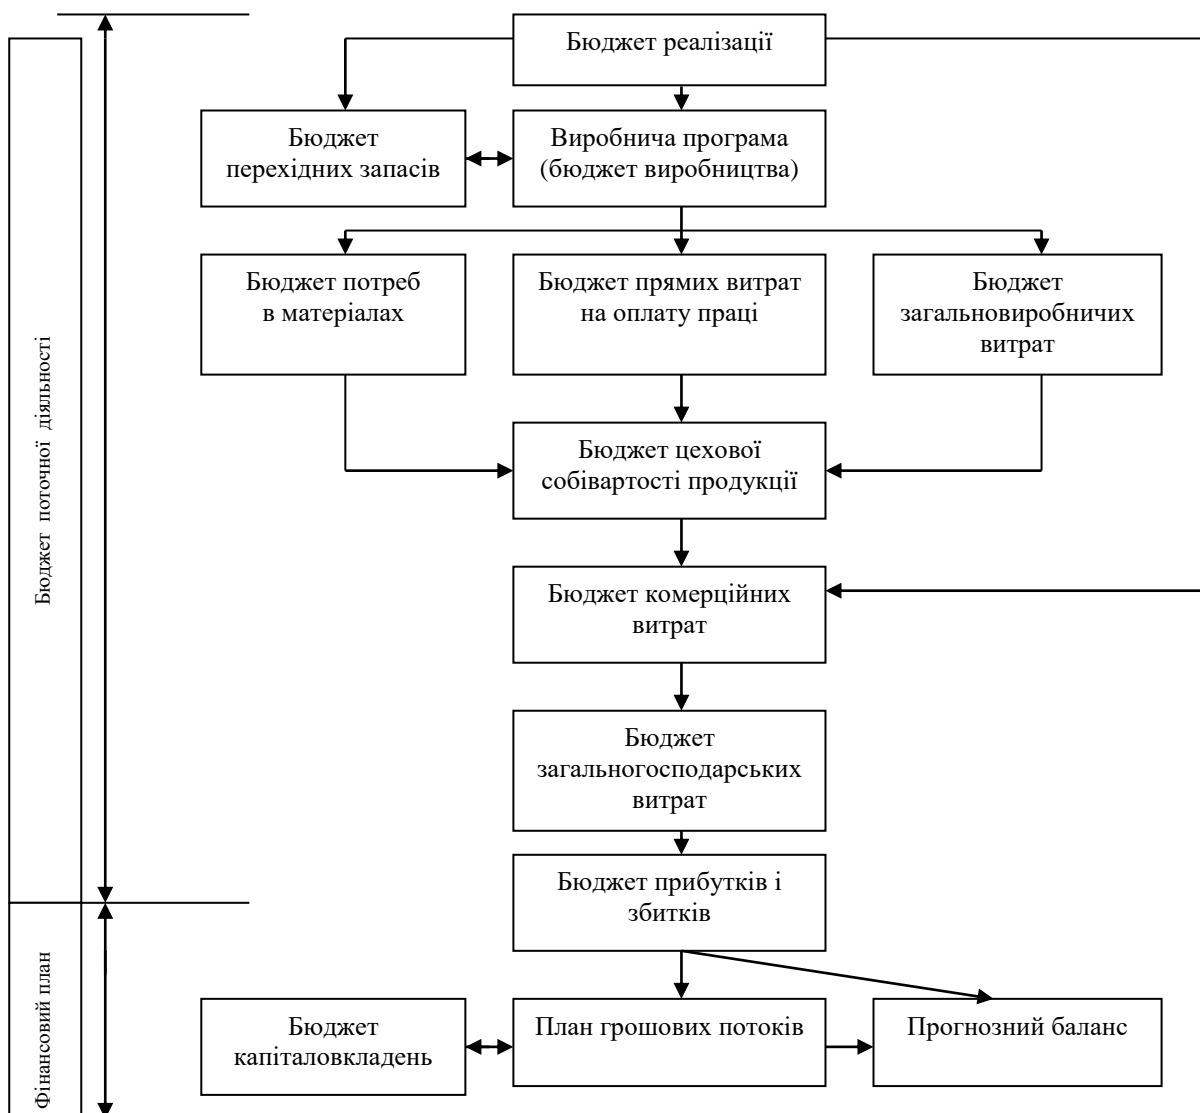 Бюджет реалізації
Бюджет
перехідних запасів
Виробнича програма
(бюджет виробництва)
Бюджет потреб
в матеріалах
Бюджет прямих витрат
на оплату праці
Бюджет
загальновиробничих
витрат
Бюджет цехової
собівартості продукції
Бюджет комерційних
витрат
Бюджет
загальногосподарських
витрат
Бюджет прибутків і
збитків
Бюджет
капіталовкладень
План грошових потоків
Прогнозний баланс
Бюджет поточної діяльності
Фінансовий план